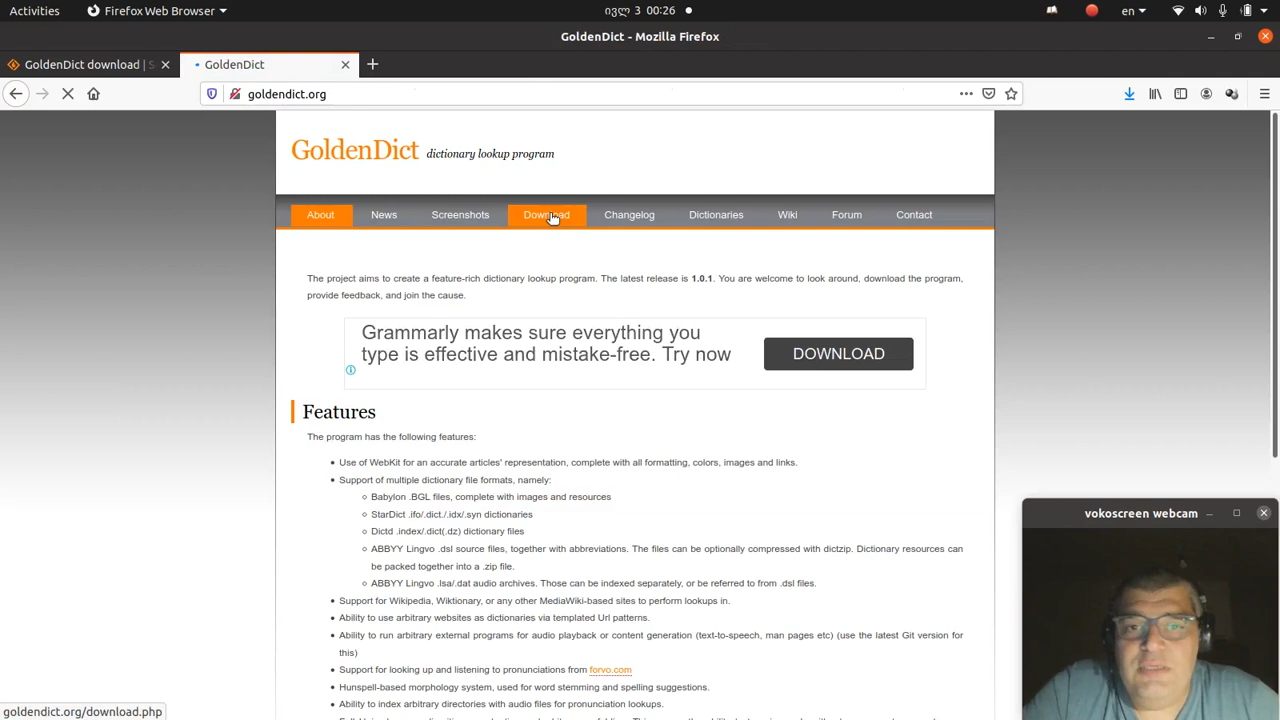 Activities
Firefox Web Browser
ივლ 3 00:26
en
GoldenDict - Mozilla Firefox
GoldenDict download | S
GoldenDict
goldendict.org
GoldenDict dictionary lookup program
About News Screenshots Download Changelog Dictionaries Wiki Forum Contact
The project aims to create a feature-rich dictionary lookup program. The latest release is 1.0.1. You are welcome to look around, download the program,
provide feedback, and join the cause.
Grammarly makes sure everything you
type is effective and mistake-free. Try now
DOWNLOAD
Features
The program has the following features:
Use of WebKit for an accurate articles' representation, complete with all formatting, colors, images and links.
Support of multiple dictionary file formats, namely:
Babylon .BGL files, complete with images and resources
StarDict .ifo/.dict./.idx/.syn dictionaries
Dictd .index/.dict(.dz) dictionary files
ABBYY Lingvo .dsl source files, together with abbreviations. The files can be optionally compressed with dictzip. Dictionary resources can
be packed together into a .zip file.
ABBYY Lingvo .lsa/.dat audio archives. Those can be indexed separately, or be referred to from .dsl files.
Support for Wikipedia, Wiktionary, or any other MediaWiki-based sites to perform lookups in.
Ability to use arbitrary websites as dictionaries via templated Url patterns.
Ability to run arbitrary external programs for audio playback or content generation (text-to-speech, man pages etc) (use the latest Git version for
this)
Support for looking up and listening to pronunciations from forvo.com
Hunspell-based morphology system, used for word stemming and spelling suggestions.
Ability to index arbitrary directories with audio files for pronunciation lookups.
goldendict.org/download.php
vokoscreen webcam